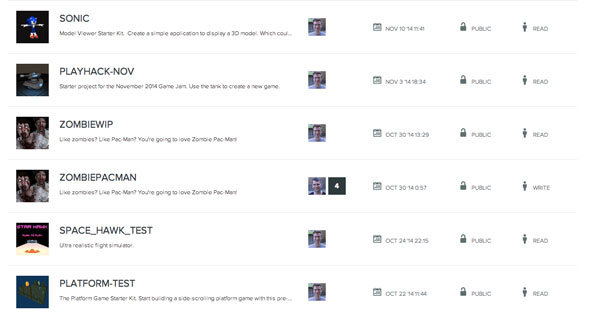 SONIC
Model Viewer Starter Kit. Create a simple application to display a 3D model. Which coul...
NOV 10 '14 11:41
PUBLIC
READ
PLAYHACK-NOV
Starter project for the November 2014 Game Jam. Use the tank to create a new game.
NOV 3 '14 18:34
PUBLIC
READ
ZOMBIEWIP
Like zombies? Like Pac-Man? You're going to love Zombie Pac-Man!
OCT 30 '14 13:29
PUBLIC
READ
ZOMBIEPACMAN
Like zombies? Like Pac-Man? You're going to love Zombie Pac-Man!
4
OCT 30 '14 0:57
PUBLIC
WRITE
STAR HAWK
SPACE_HAWK_TEST
Ultra realistic flight simulator.
OCT 24 '14 22:15
PUBLIC
READ
PLATFORM-TEST
The Platform Game Starter Kit. Start building a side-scrolling platform game with this pre-...
OCT 22 '14 11:44
PUBLIC
READ